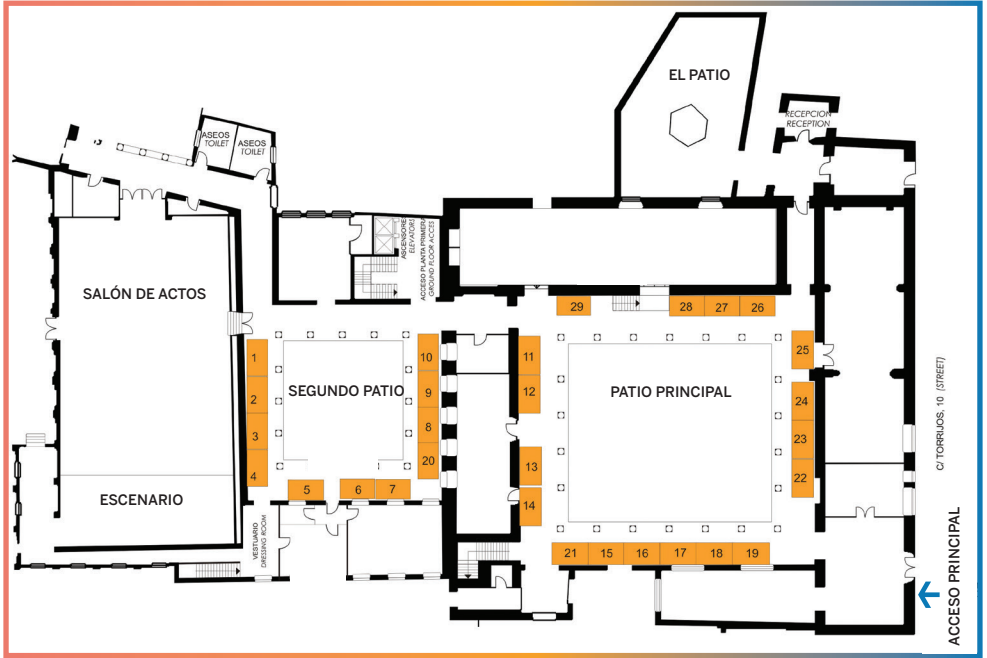 EL PATIO
RECEPCION
RECEPTION
ASEOS
TOILET
ASEOS
TOILET
ASCENSORES
ELEVATORS
ACCESO PLANTA PRIMERA
GROUND FLOOR ACCES
SALÓN DE ACTOS
ESCENARIO
SEGUNDO PATIO
1
2
3
4
5
6
7
10
9
8
20
VESTUARIO
DRESSING ROOM
PATIO PRINCIPAL
29
28
27
26
11
12
13
14
25
24
23
22
21
15
16
17
18
19
C/ TORRIJOS, 10 (STREET)
ACCESO PRINCIPAL